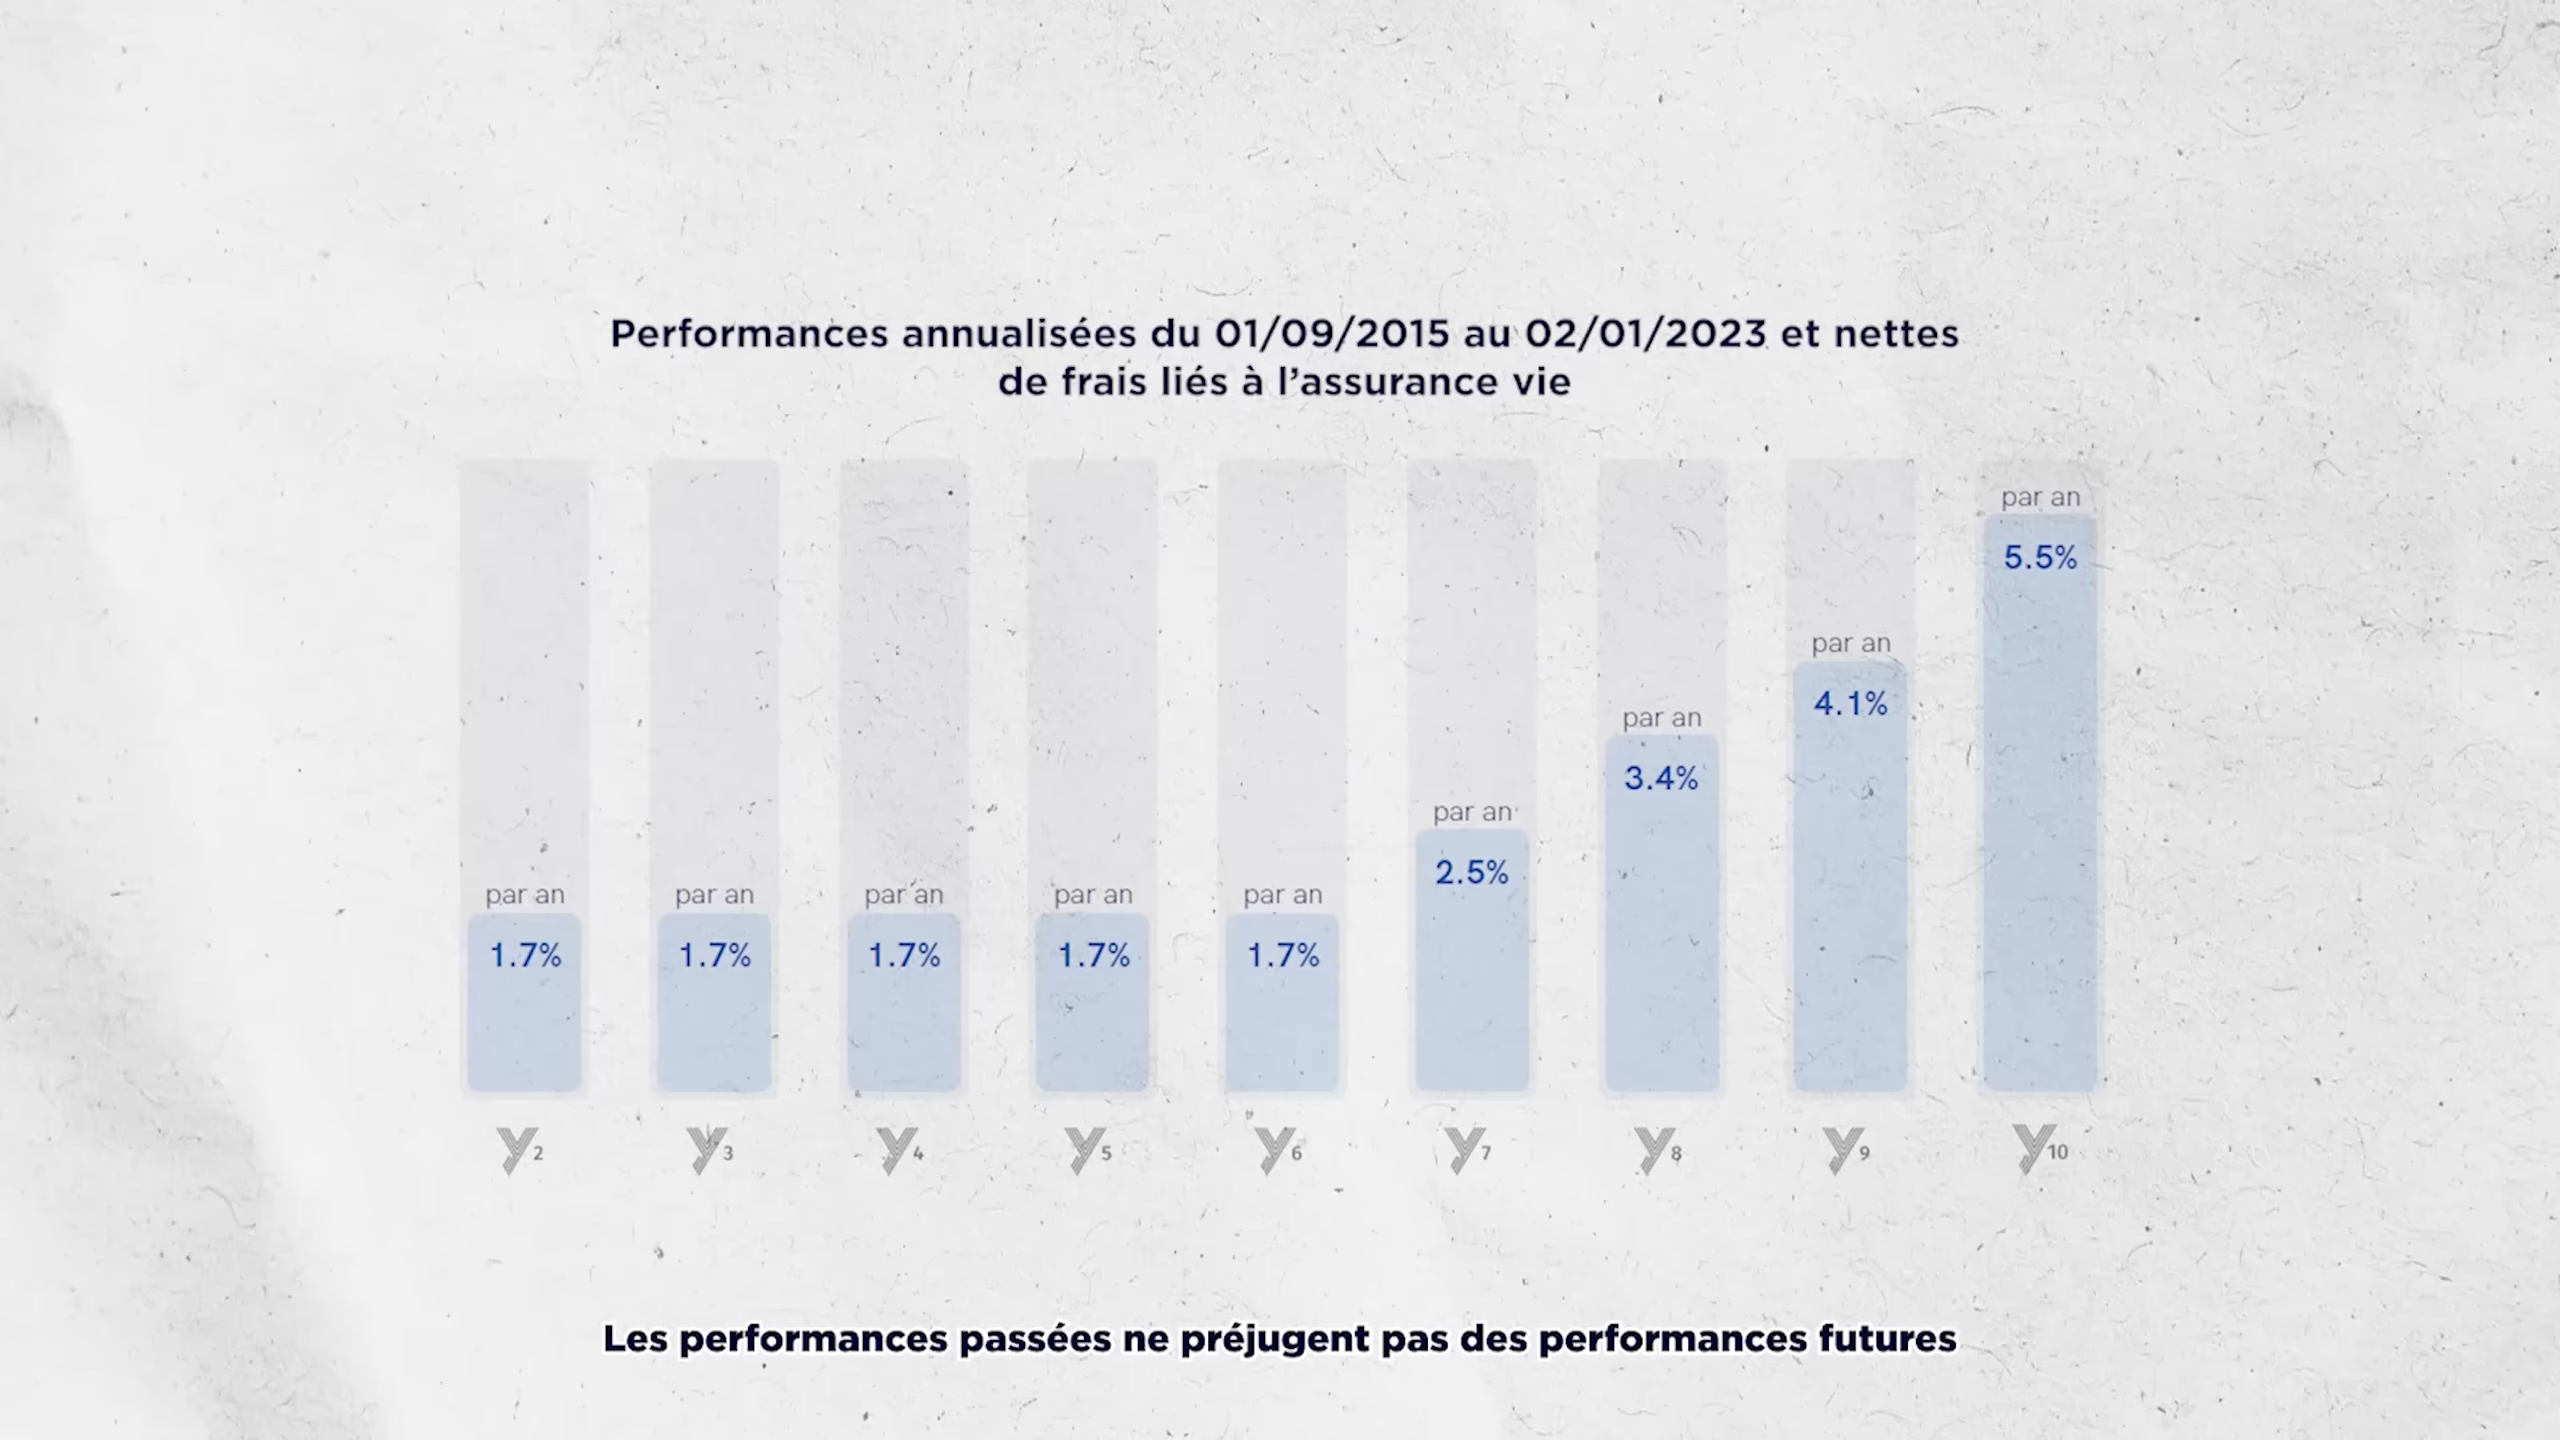 Performances annualisées du 01/09/2015 au 02/01/2023 et nettes
de frais liés à l’assurance vie
par an
5.5%
par an
4.1%
par an
3.4%
par an
2.5%
par an par an par an par an par an
1.7% 1.7% 1.7% 1.7% 1.7%
y2 y3 y4 y5 y6 y7 y8 y9 y10
Les performances passées ne préjugent pas des performances futures